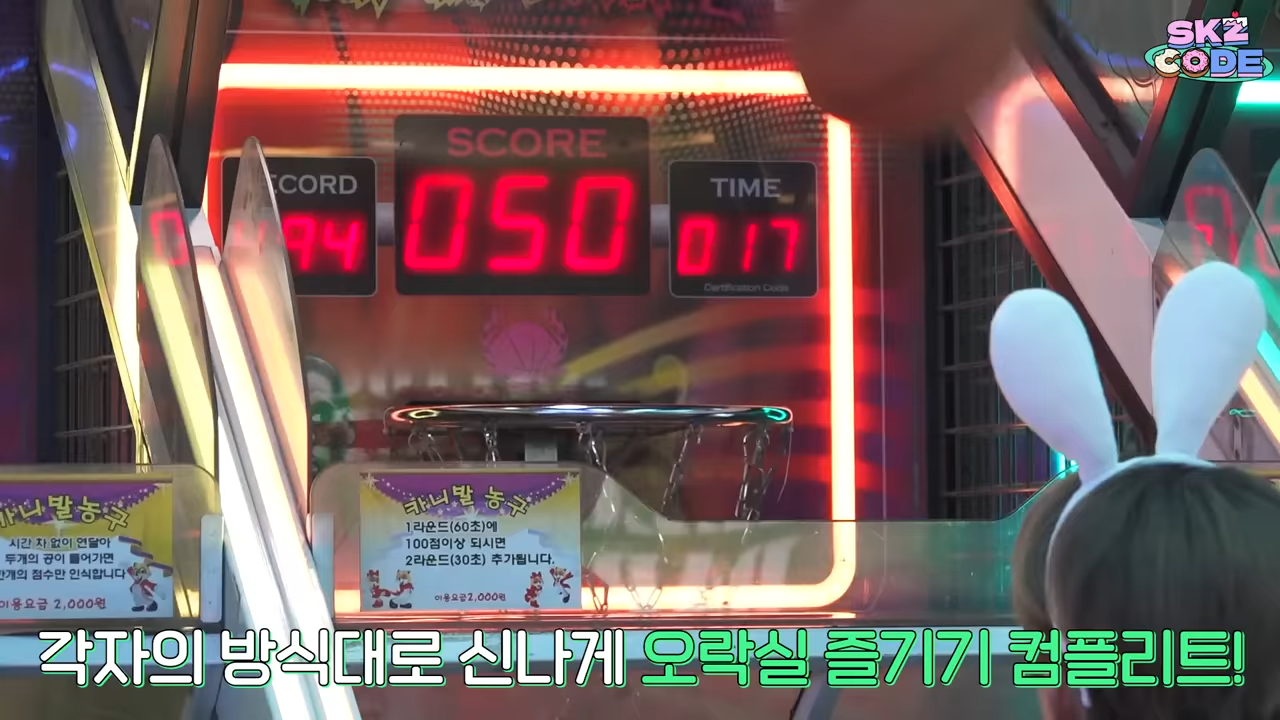 SKZ
CODE
SCORE
TIME
050
94
017
Certification Code
카니발 농구
카니발 농구
시간 차 없이 연달아
두개의 공이 들어가면
한개의 점수만 인식합니다
이용요금 2,000원
1라운드(60초)에
100점이상 되시면
2라운드(30초) 추가됩니다.
이용요금2,000원
각자의 방식대로 신나게 오락실 즐기기 컴플리트!